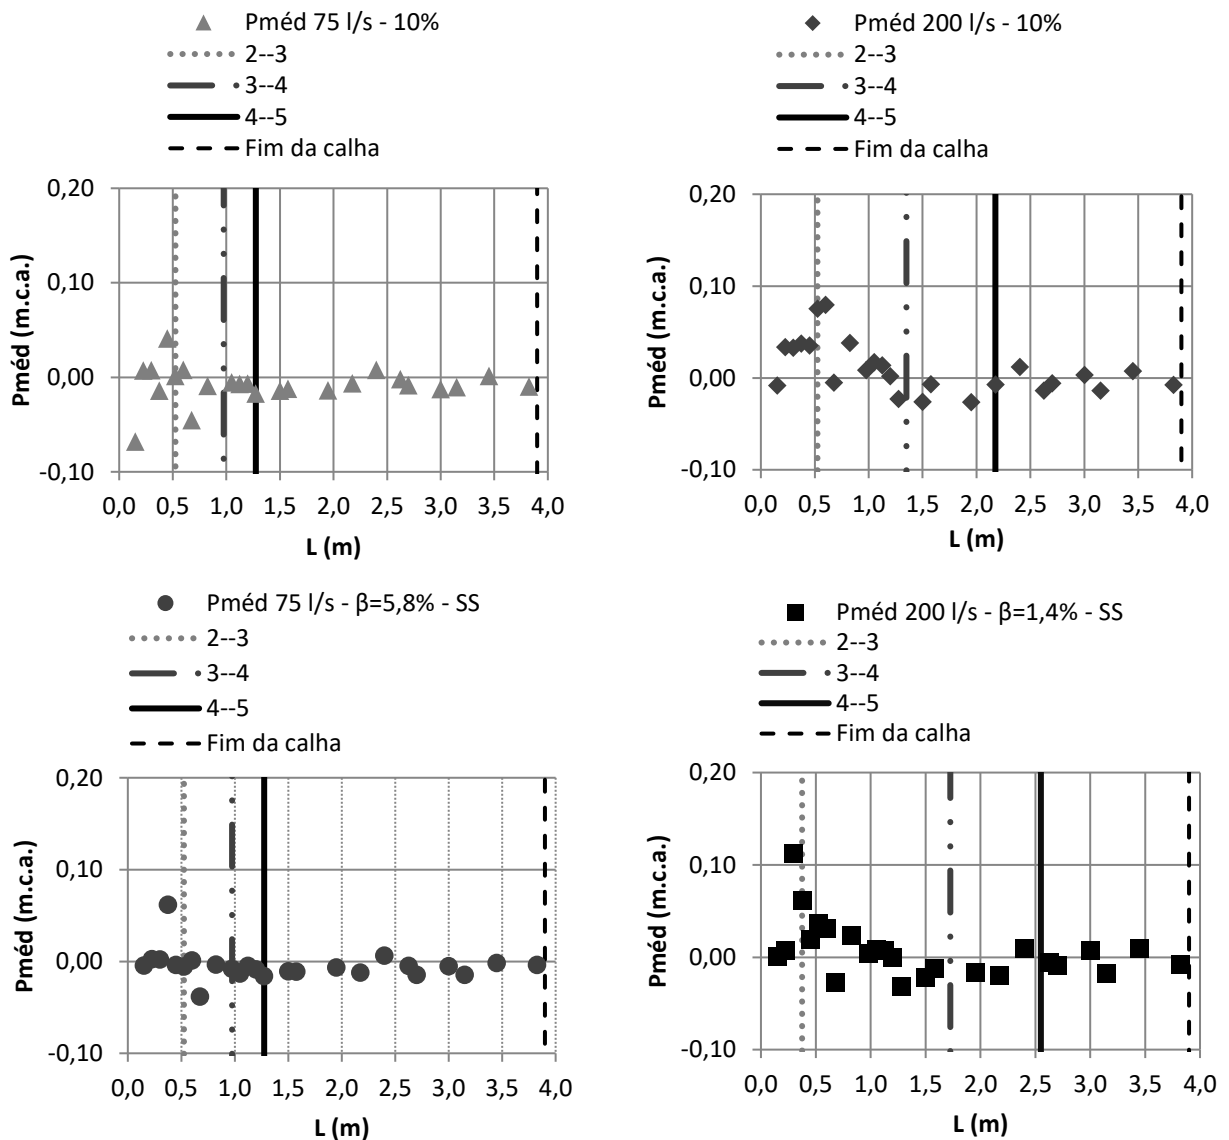 Pméd 75 l/s - 10%
2--3
3--4
4--5
Fim da calha
0,20
0,10
0,00
-0,10
Pméd (m.c.a.)
0,0 0,5 1,0 1,5 2,0 2,5 3,0 3,5 4,0
L (m)
Pméd 200 l/s - 10%
2--3
3--4
4--5
Fim da calha
0,20
0,10
0,00
-0,10
Pméd (m.c.a.)
0,0 0,5 1,0 1,5 2,0 2,5 3,0 3,5 4,0
L (m)
Pméd 75 l/s - β=5,8% - SS
2--3
3--4
4--5
Fim da calha
0,20
0,10
0,00
-0,10
Pméd (m.c.a.)
0,0 0,5 1,0 1,5 2,0 2,5 3,0 3,5 4,0
L (m)
Pméd 200 l/s - β=1,4% - SS
2--3
3--4
4--5
Fim da calha
0,20
0,10
0,00
-0,10
Pméd (m.c.a.)
0,0 0,5 1,0 1,5 2,0 2,5 3,0 3,5 4,0
L (m)